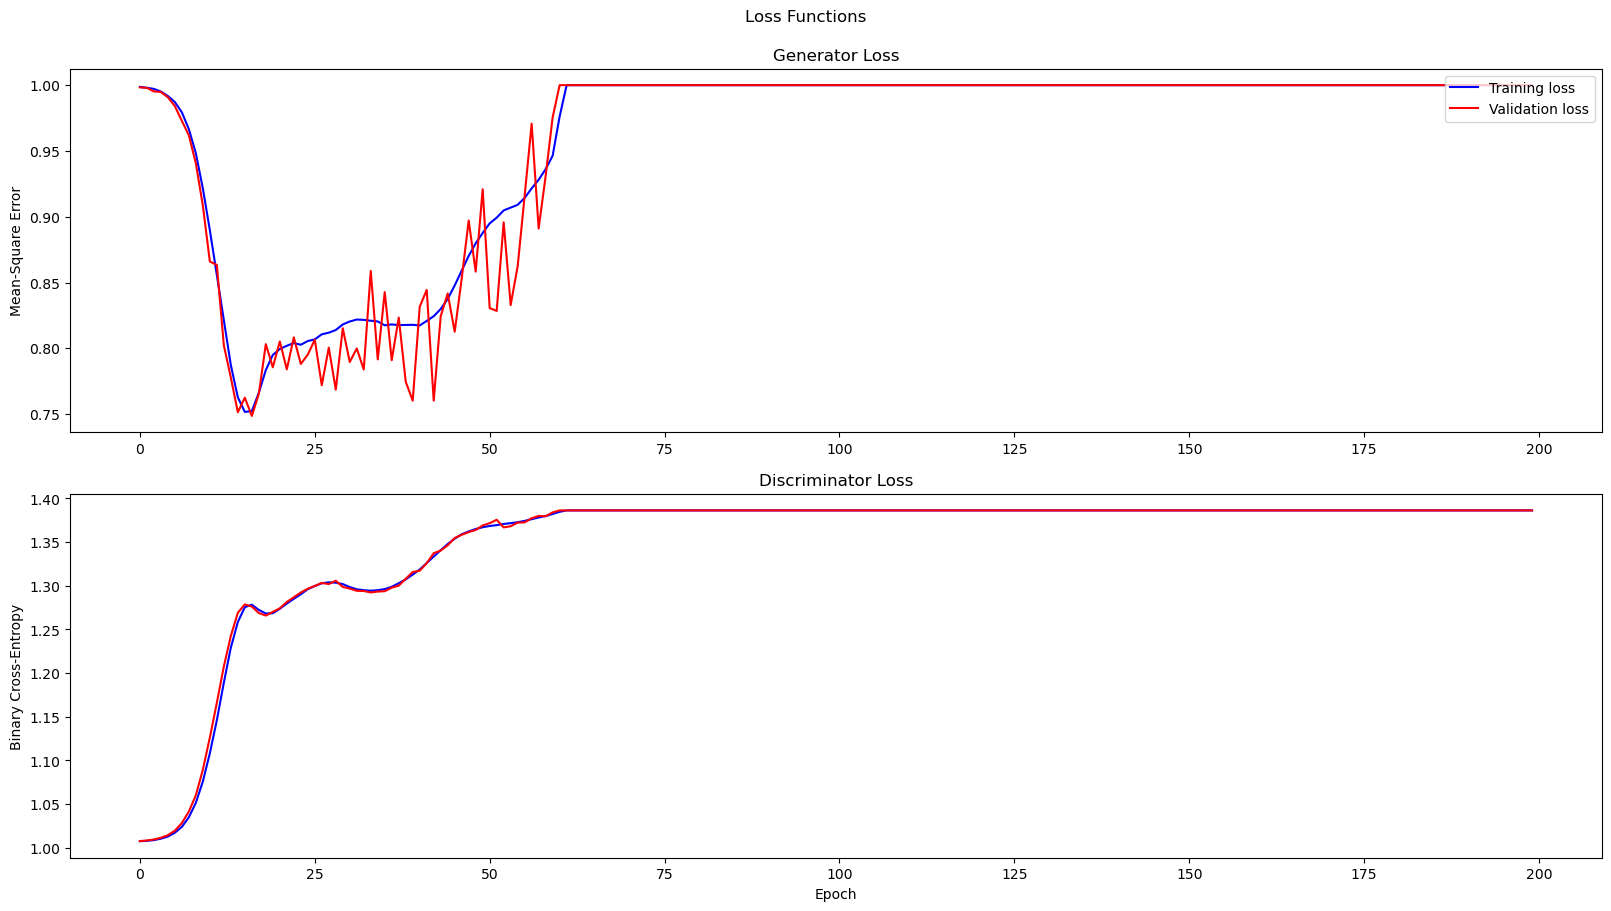 Loss Functions
Generator Loss
Mean-Square Error
1.00
0.95
0.90
0.85
0.80
0.75
Training loss
Validation loss
0 25 50 75 100 125 150 175 200
Discriminator Loss
Binary Cross-Entropy
1.40
1.35
1.30
1.25
1.20
1.15
1.10
1.05
1.00
0 25 50 75 100 125 150 175 200
Epoch